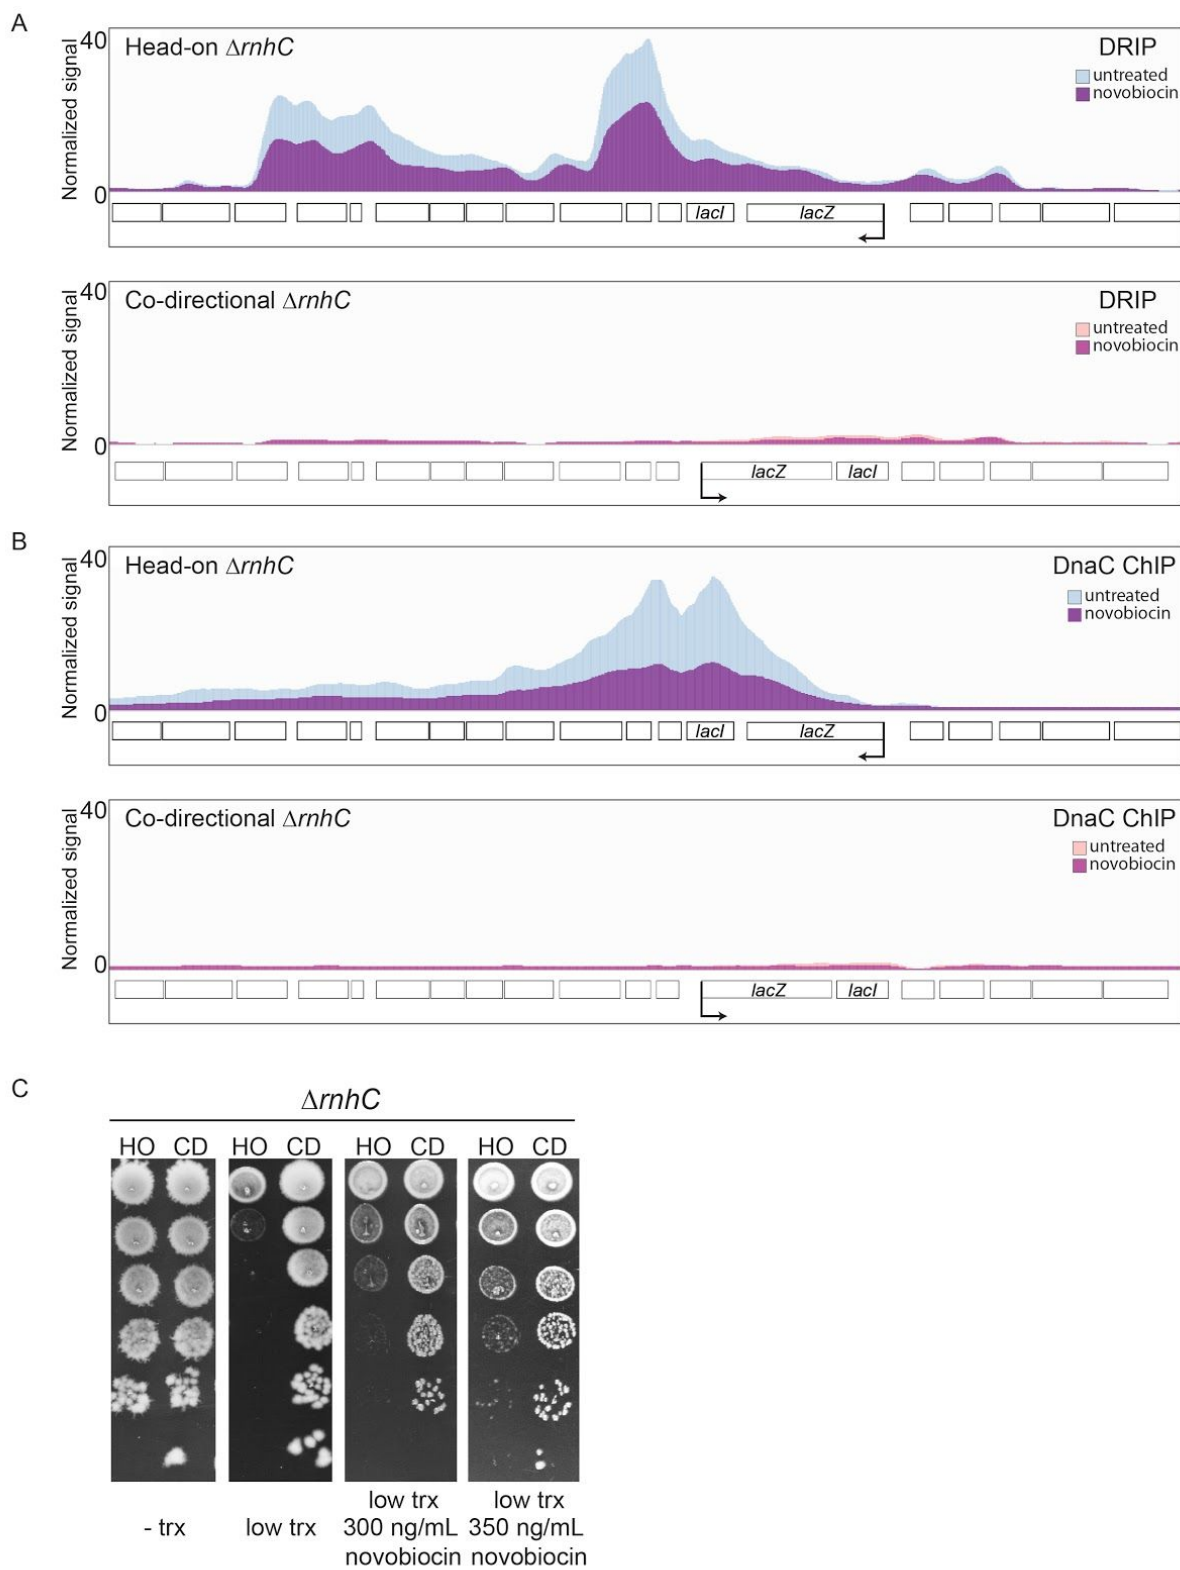 A
Head-on ΔrnhC
DRIP
untreated
novobiocin
Normalized signal
40
0
lacI
lacZ
Co-directional ΔrnhC
DRIP
untreated
novobiocin
Normalized signal
40
0
lacZ
lacI
B
Head-on ΔrnhC
DnaC ChIP
untreated
novobiocin
Normalized signal
40
0
lacI
lacZ
Co-directional ΔrnhC
DnaC ChIP
untreated
novobiocin
Normalized signal
40
0
lacZ
lacI
C
ΔrnhC
HO CD HO CD HO CD HO CD
- trx
low trx
low trx
300 ng/mL
novobiocin
low trx
350 ng/mL
novobiocin